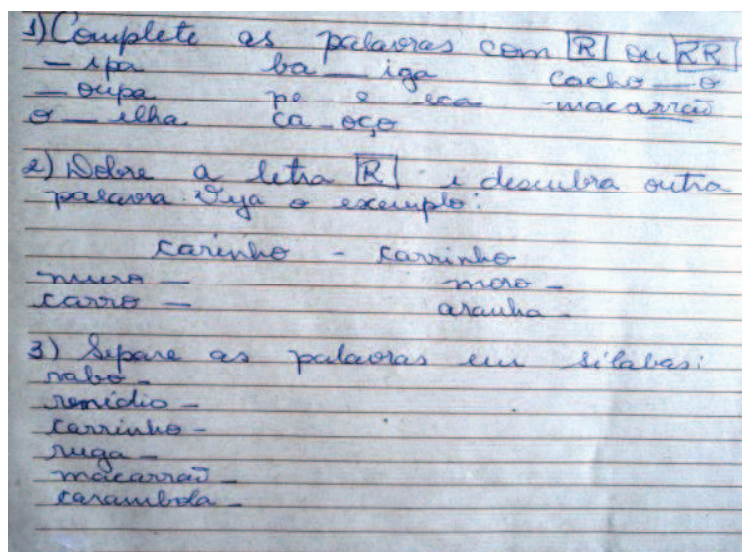 1) Complete as palavras com R ou RR
_ ipa ba _ iga cacho _ o
_ oupa pe e eca macarrão
o _ elha ca _ oço
2) Dobre a letra R e descubra outra
palavra. Veja o exemplo:
carinho - carrinho
muro - moro -
carro - aranha -
3) Separe as palavras em sílabas:
rabo -
remédio -
carrinho -
ruga -
macarrão -
carambola -